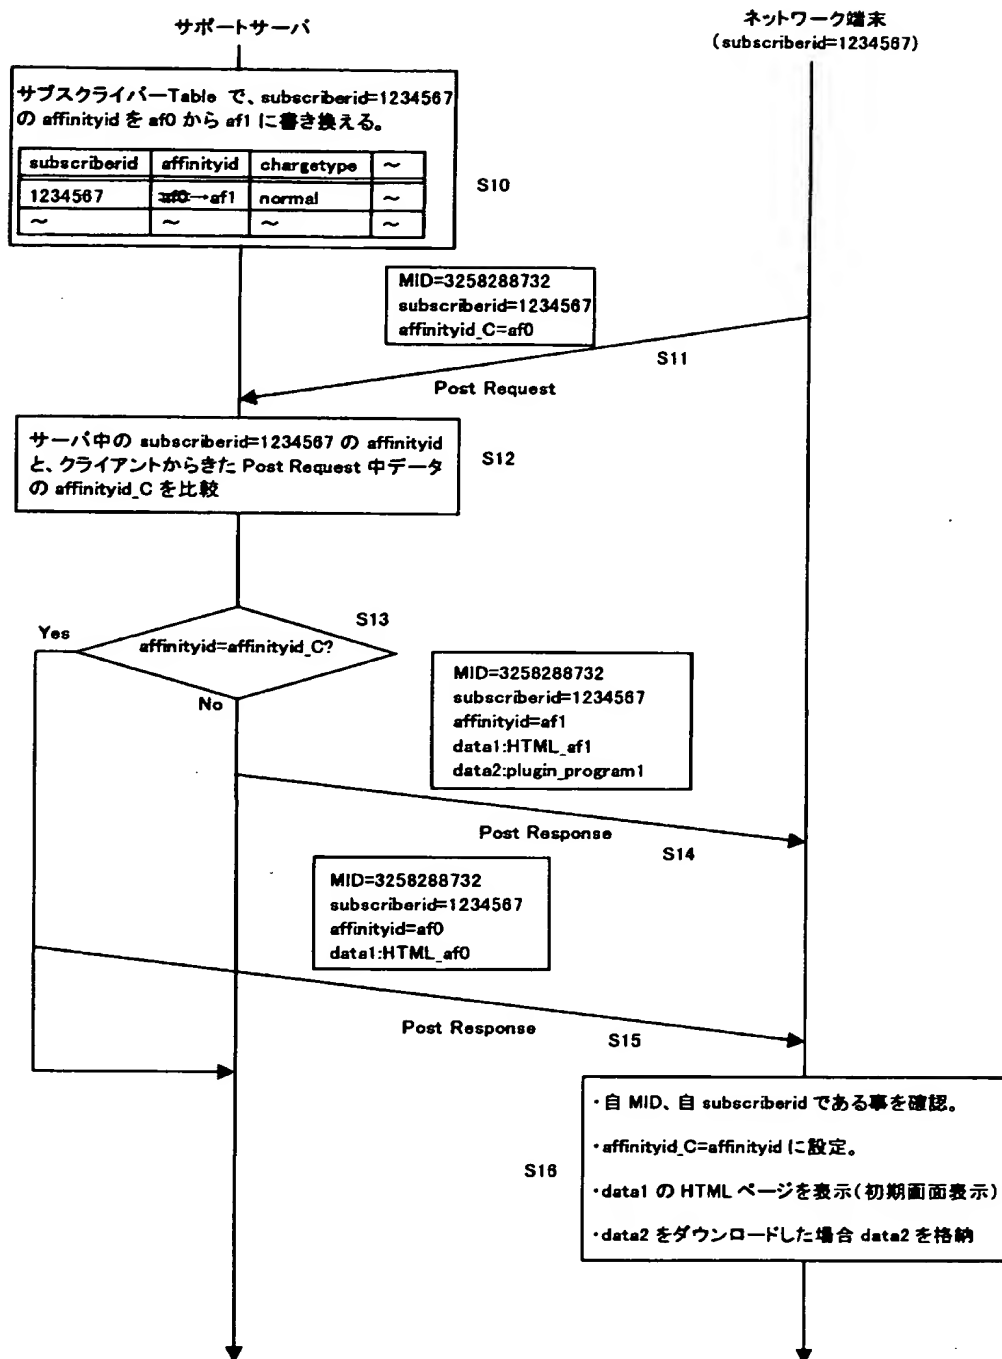 サポートサーバ
ネットワーク端末
(subscriberid=1234567)
サブスクライバーTable で、subscriberid=1234567
の affinityid を af0 から af1 に書き換える。
subscriberid affinityid chargetype ~
1234567 af0→af1 normal ~
~ ~ ~ ~
S10
MID=3258288732
subscriberid=1234567
affinityid_C=af0
S11
Post Request
サーバ中の subscriberid=1234567 の affinityid
と、クライアントからきた Post Request 中データ
の affinityid_C を比較
S12
S13
Yes
affinityid=affinityid_C?
No
MID=3258288732
subscriberid=1234567
affinityid=af1
data1:HTML_af1
data2:plugin_program1
Post Response
S14
MID=3258288732
subscriberid=1234567
affinityid=af0
data1:HTML_af0
Post Response
S15
・自 MID、自 subscriberid である事を確認。
・affinityid_C=affinityid に設定。
S16
・data1 の HTML ページを表示(初期画面表示)
・data2 をダウンロードした場合 data2 を格納